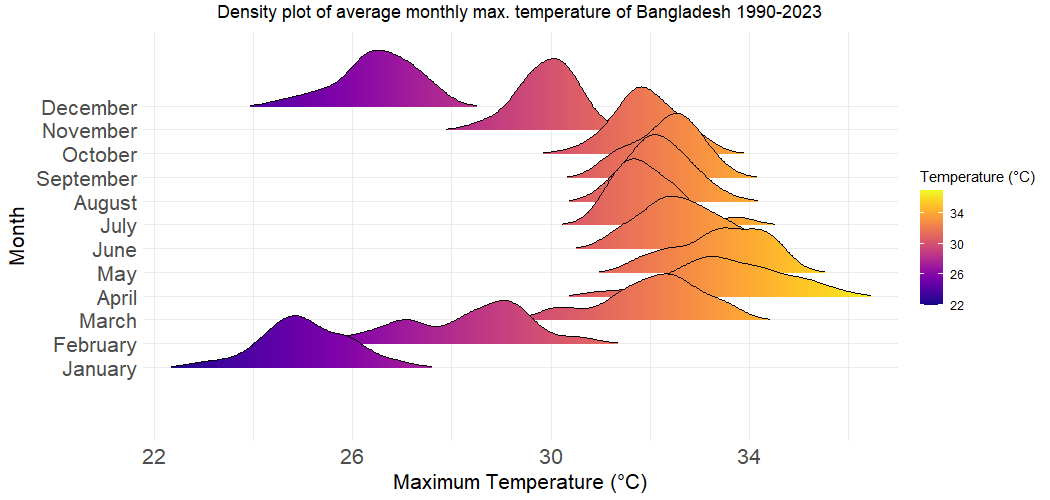 Density plot of average monthly max. temperature of Bangladesh 1990-2023
December
November
October
September
August
July
June
May
April
March
February
January
Month
22 26 30 34
Maximum Temperature (°C)
Temperature (°C)
34
30
26
22